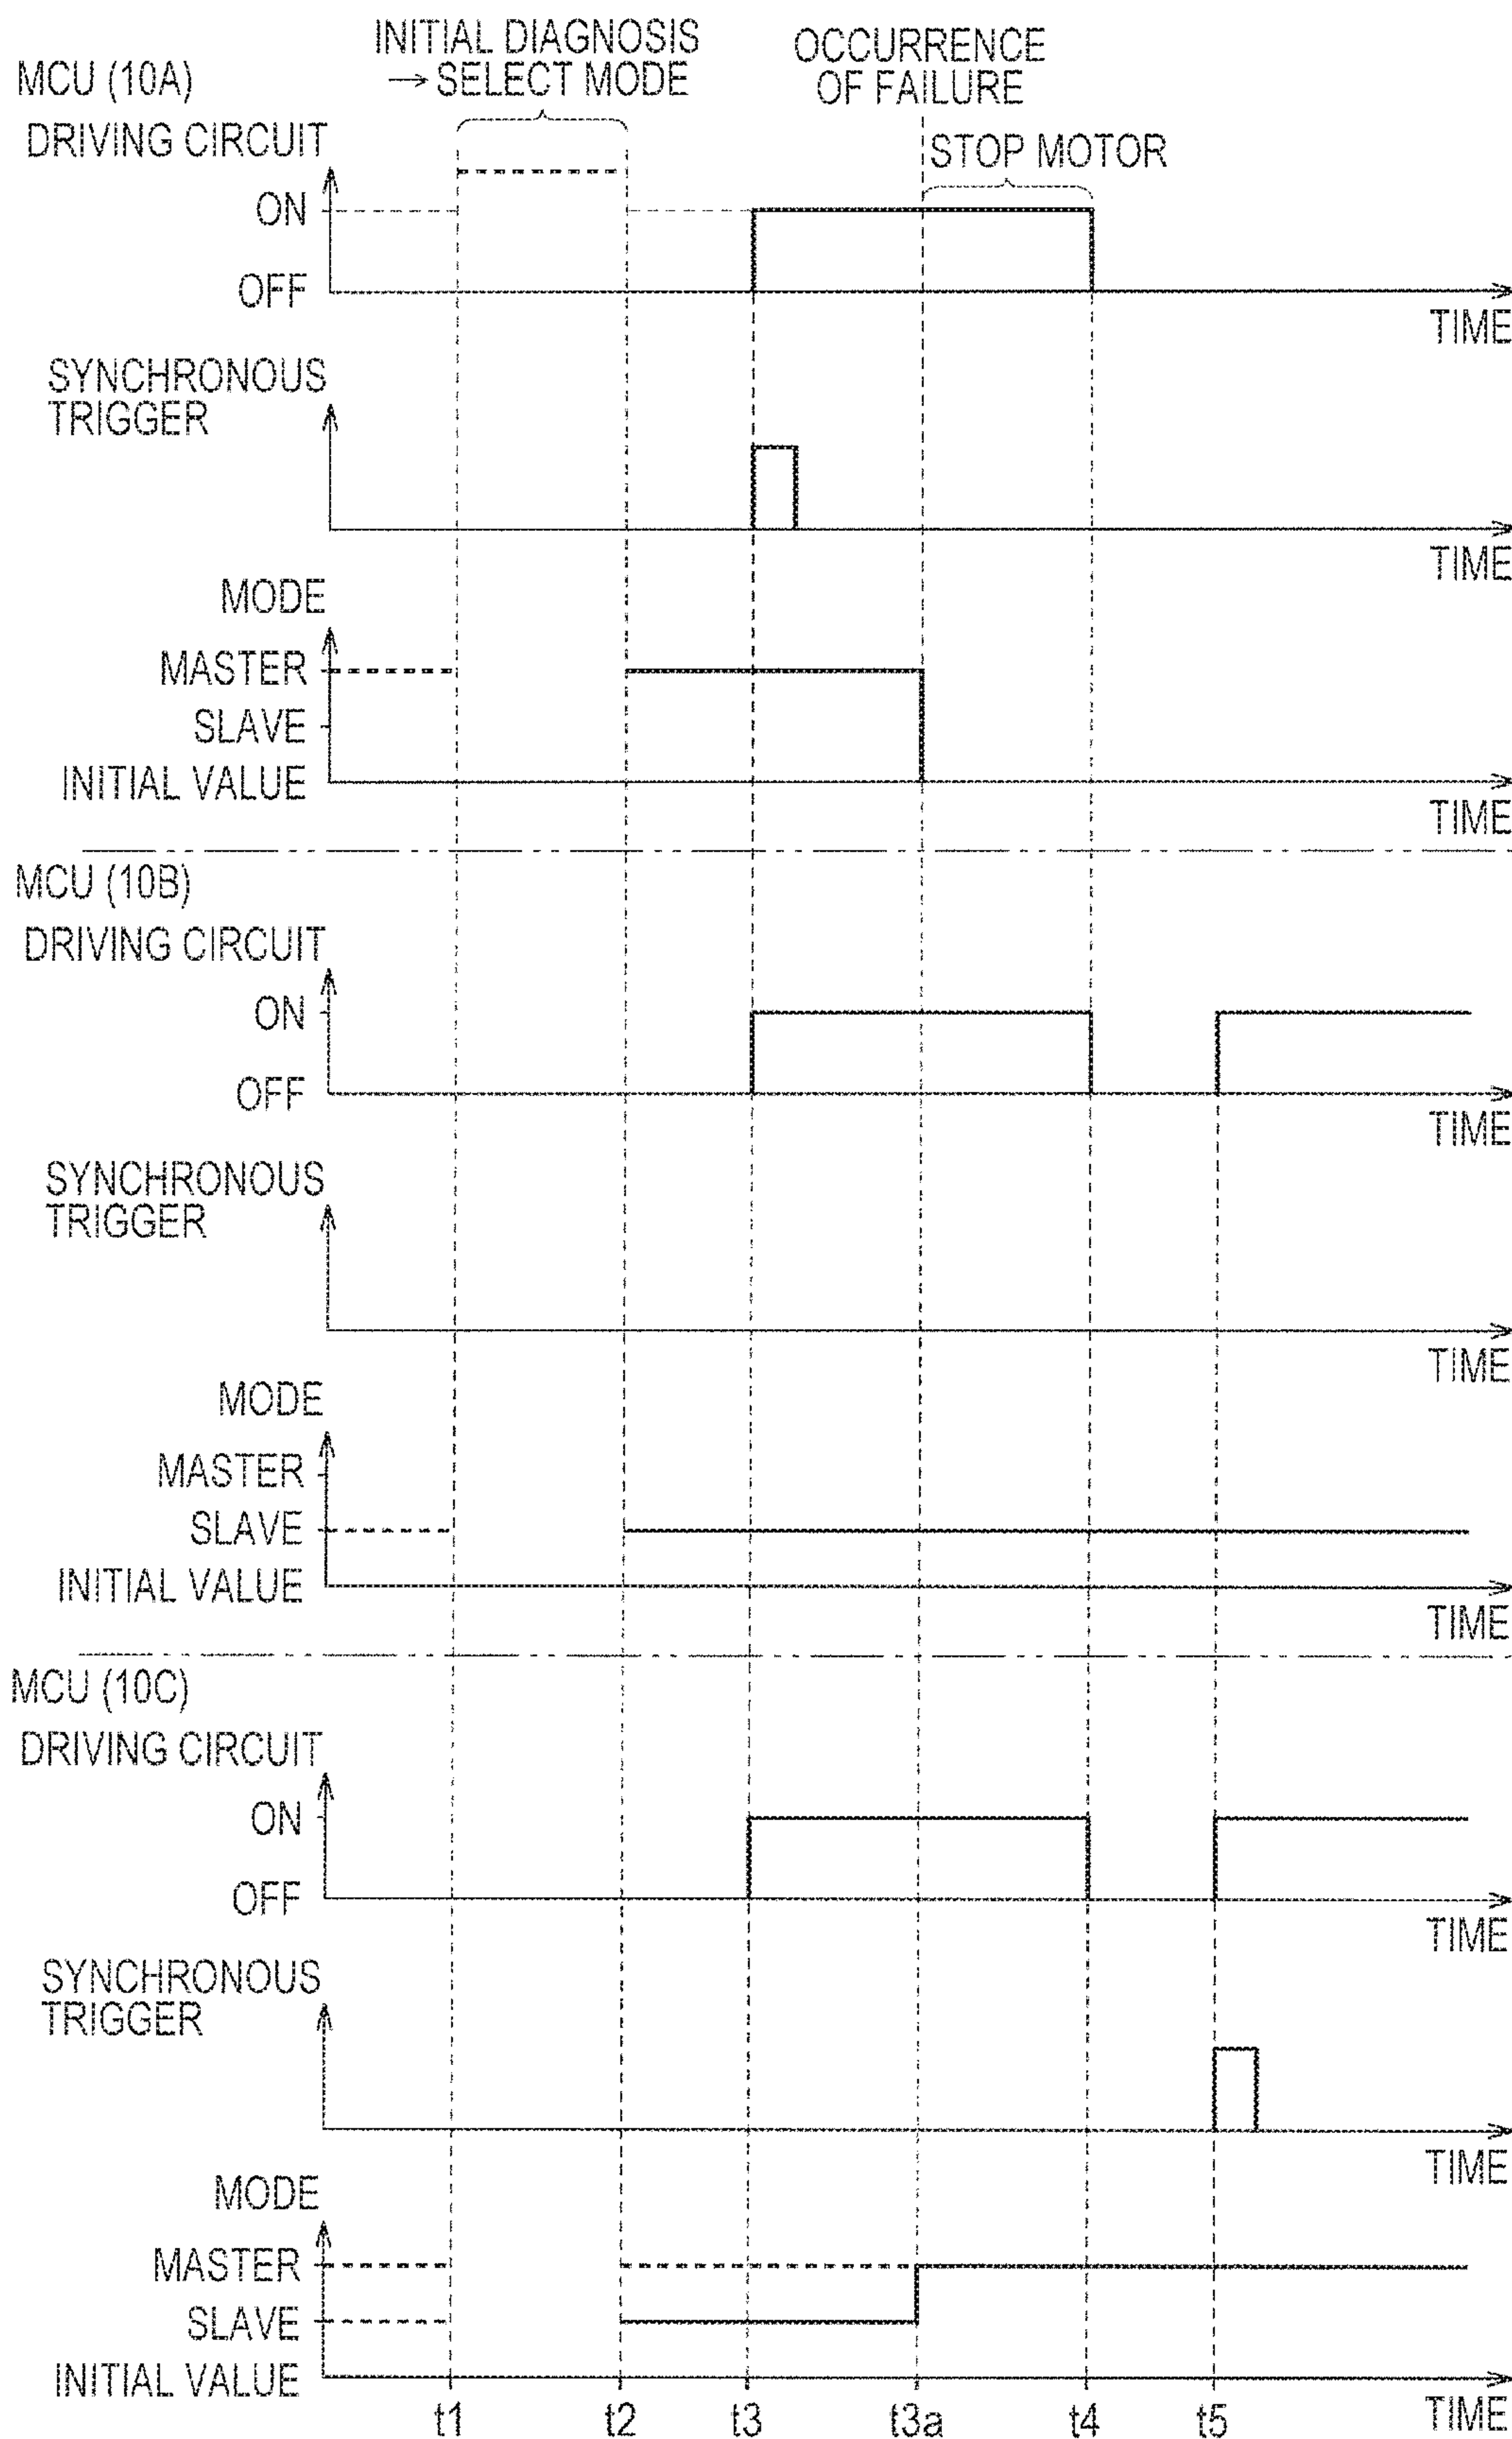 INITIAL DIAGNOSIS
→ SELECT MODE
OCCURRENCE
OF FAILURE
MCU (10A)
DRIVING CIRCUIT
STOP MOTOR
ON
OFF
TIME
SYNCHRONOUS
TRIGGER
TIME
MODE
MASTER
SLAVE
INITIAL VALUE
TIME
MCU (10B)
DRIVING CIRCUIT
ON
OFF
TIME
SYNCHRONOUS
TRIGGER
TIME
MODE
MASTER
SLAVE
INITIAL VALUE
TIME
MCU (10C)
DRIVING CIRCUIT
ON
OFF
TIME
SYNCHRONOUS
TRIGGER
TIME
MODE
MASTER
SLAVE
INITIAL VALUE
t1 t2 t3 t3a t4 t5 TIME